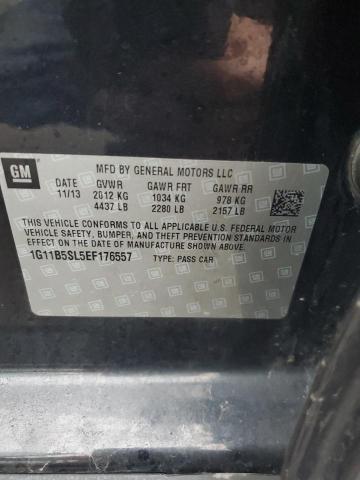 GM
MFD BY GENERAL MOTORS LLC
DATE GVWR GAWR FRT GAWR RR
11/13 2012 KG 1034 KG 978 KG
4437 LB 2280 LB 2157 LB
THIS VEHICLE CONFORMS TO ALL APPLICABLE U.S. FEDERAL MOTOR
VEHICLE SAFETY, BUMPER, AND THEFT PREVENTION STANDARDS
IN EFFECT ON THE DATE OF MANUFACTURE SHOWN ABOVE.
1G11B5SL5EF176557 TYPE: PASS CAR